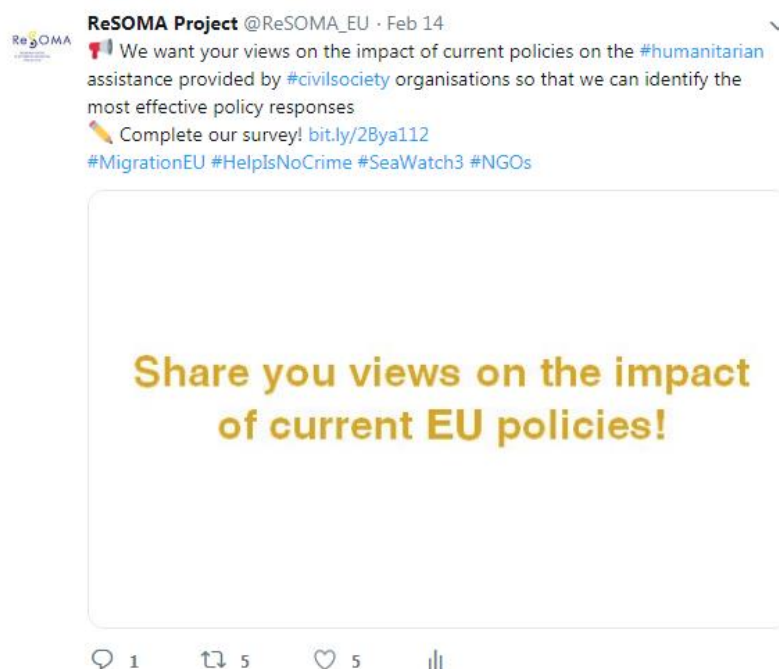 ReSOMA Project @ReSOMA_EU · Feb 14
ReSOMA
We want your views on the impact of current policies on the #humanitarian
assistance provided by #civilsociety organisations so that we can identify the
most effective policy responses
Complete our survey! bit.ly/2Bya112
#MigrationEU #HelpIsNoCrime #SeaWatch3 #NGOs
Share you views on the impact
of current EU policies!
1 5 5